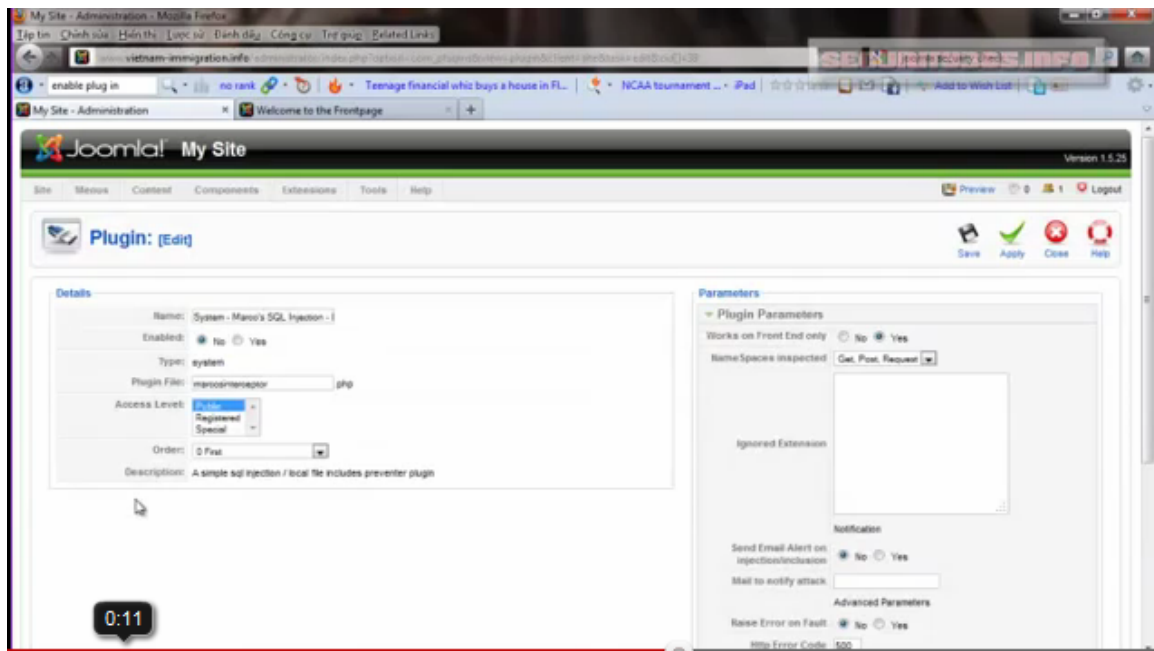 My Site - Administration - Mozilla Firefox
Tập tin Chỉnh sửa Hiển thị Lược sử Đánh dấu Công cụ Trợ giúp Related Links
vietnam-immigration.info
enable plug in no rank Teenage financial whiz buys a house in Fl... NCAA tournament ... - iPad Add to Wish List
My Site - Administration Welcome to the Frontpage
Joomla! My Site
Version 1.5.25
Site Menus Content Components Extensions Tools Help Preview 0 1 Logout
Plugin: [Edit]
Save Apply Close Help
Details
Name: System - Marco's SQL Injection -
Enabled: No Yes
Type: system
Plugin File: marcosinterceptor php
Access Level: Public
Registered
Special
Order: 0 First
Description: A simple sql injection / local file includes preventer plugin
Parameters
Plugin Parameters
Works on Front End only No Yes
NameSpaces inspected Get, Post, Request
Ignored Extension
Notification
Send Email Alert on injection/inclusion No Yes
Mail to notify attack
Advanced Parameters
Raise Error on Fault No Yes
Http Error Code 500
0:11